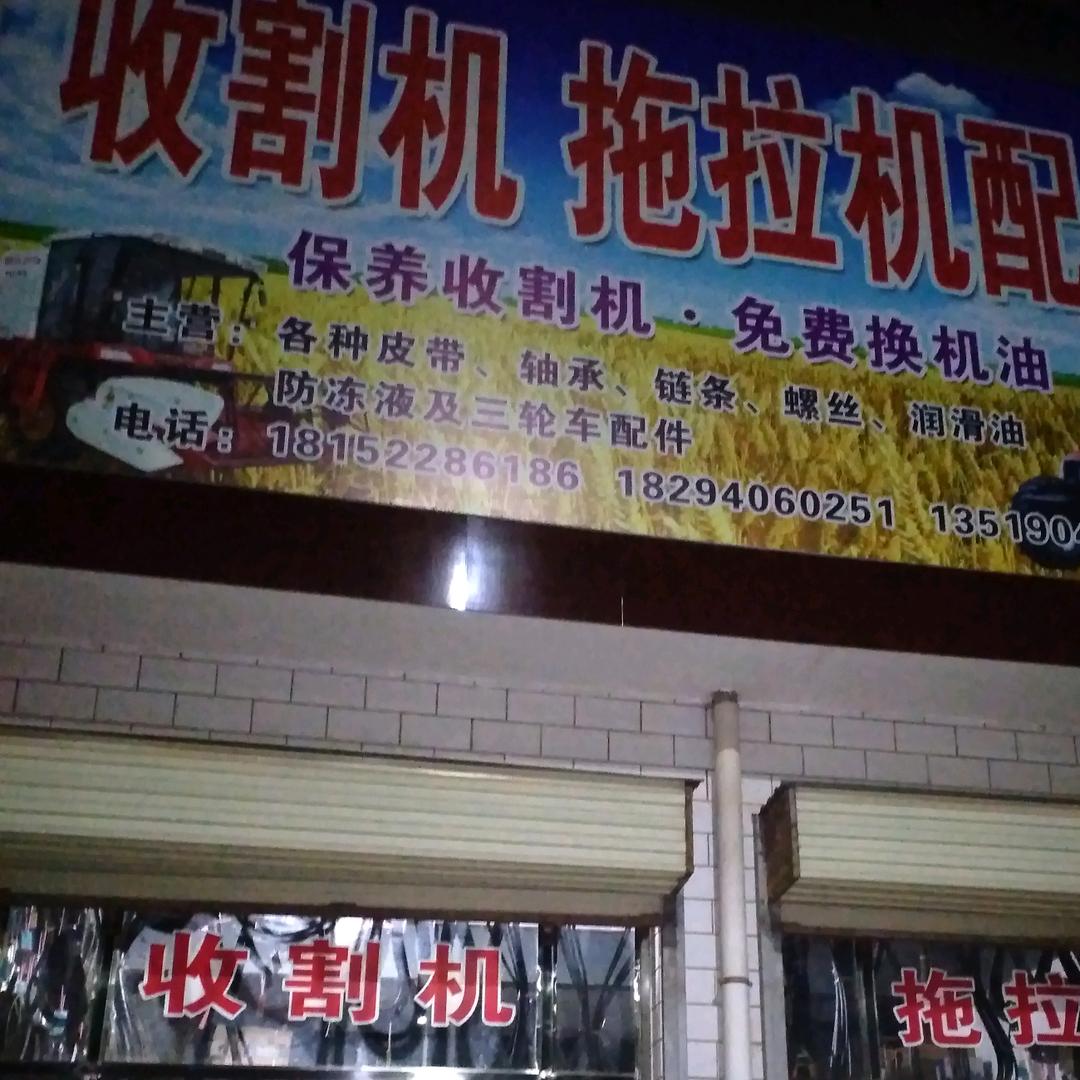 收割机 拖拉机配
保养收割机·免费换机油
主营：各种皮带、轴承、链条、螺丝、润滑油
防冻液及三轮车配件
电话：18152286186 18294060251 1351904
收割机
拖拉